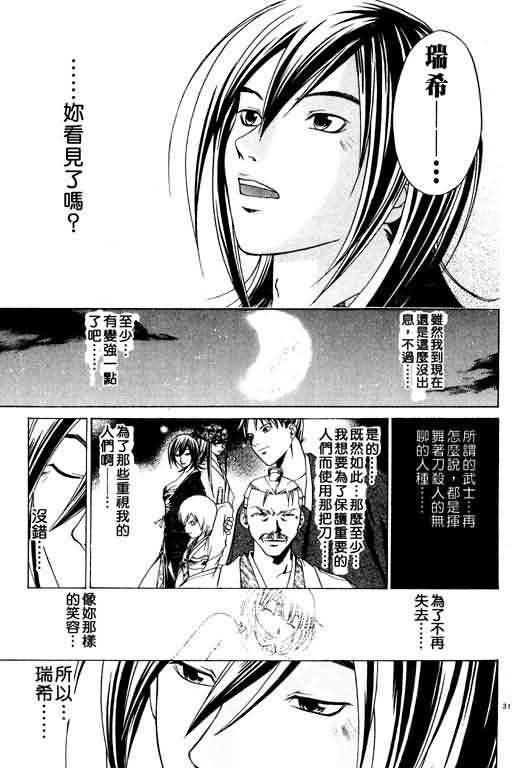 瑞希——…
……妳看見了嗎?
雖然我到現在
還是這麼沒出
息,不過……
至少…
有變強一點
了吧……
所謂的武士…再
怎麼說,都是揮
舞著刀殺人的無
聊的人種……
是的……
既然如此…那麼至少…
我想要為了保護重要的
人們而使用那把刀……
為了那些重視我的
人們啊……
沒錯……
為了不再
失去……
像妳那樣
的笑容…
所以…
瑞希……
31